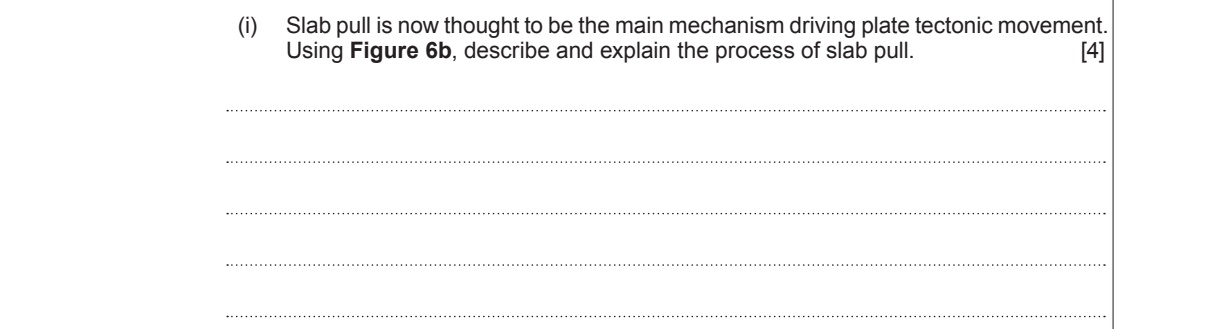 (i) Slab pull is now thought to be the main mechanism driving plate tectonic movement.
Using Figure 6b, describe and explain the process of slab pull. [4]